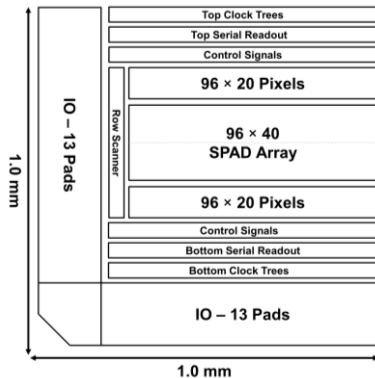 Top Clock Trees
Top Serial Readout
Control Signals
96 × 20 Pixels
Row Scanner
96 × 40
SPAD Array
96 × 20 Pixels
Control Signals
Bottom Serial Readout
Bottom Clock Trees
IO – 13 Pads
IO – 13 Pads
1.0 mm
1.0 mm